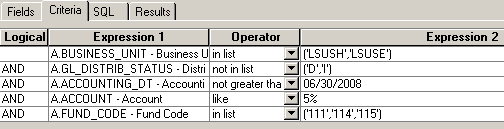 Fields Criteria SQL Results
Logical Expression 1 Operator Expression 2
A.BUSINESS_UNIT - Business U in list ('LSUSH','LSUSE')
AND A.GL_DISTRIB_STATUS - Distri not in list ('D','I')
AND A.ACCOUNTING_DT - Accounti not greater tha 06/30/2008
AND A.ACCOUNT - Account like 5%
AND A.FUND_CODE - Fund Code in list ('111','114','115')